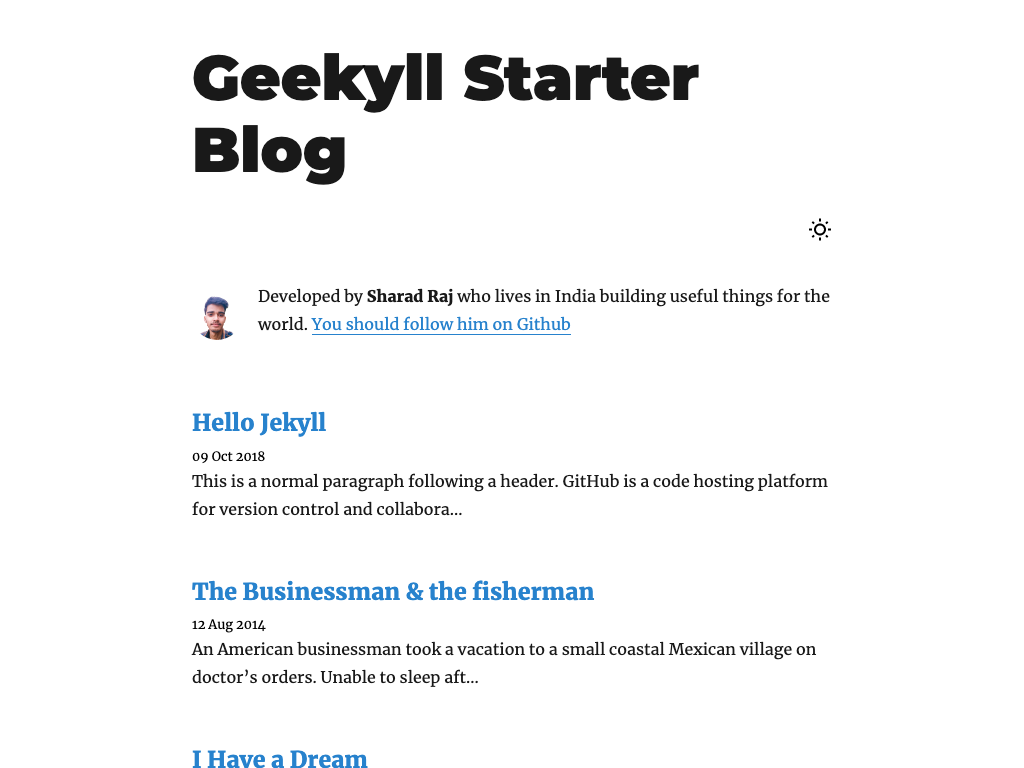 Geekyll Starter
Blog
Developed by Sharad Raj who lives in India building useful things for the
world. You should follow him on Github
Hello Jekyll
09 Oct 2018
This is a normal paragraph following a header. GitHub is a code hosting platform
for version control and collabora...
The Businessman & the fisherman
12 Aug 2014
An American businessman took a vacation to a small coastal Mexican village on
doctor’s orders. Unable to sleep aft...
I Have a Dream